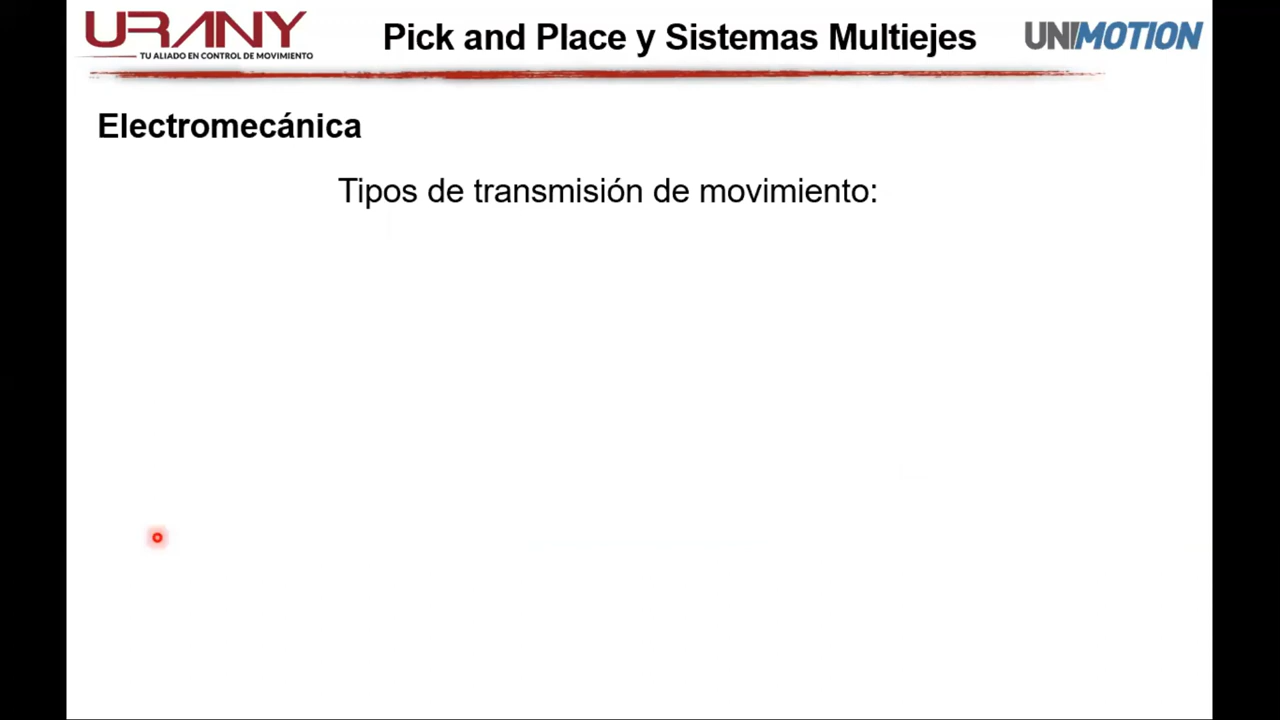 URANY
TU ALIADO EN CONTROL DE MOVIMIENTO
Pick and Place y Sistemas Multiejes
UNIMOTION
Electromecánica
Tipos de transmisión de movimiento: